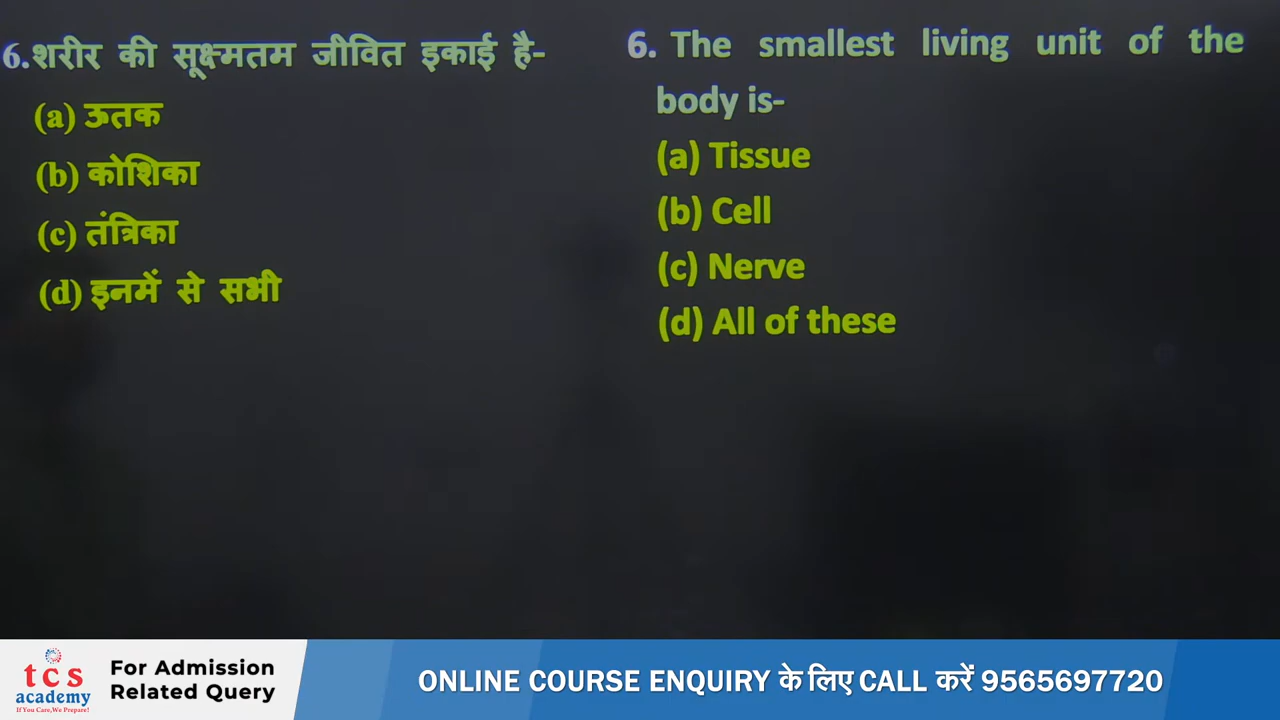 6.शरीर की सूक्ष्मतम जीवित इकाई है-
(a) ऊतक
(b) कोशिका
(c) तंत्रिका
(d) इनमें से सभी
6. The smallest living unit of the
body is-
(a) Tissue
(b) Cell
(c) Nerve
(d) All of these
tcs
academy
If You Care,We Prepare!
For Admission
Related Query
ONLINE COURSE ENQUIRY के लिए CALL करें 9565697720